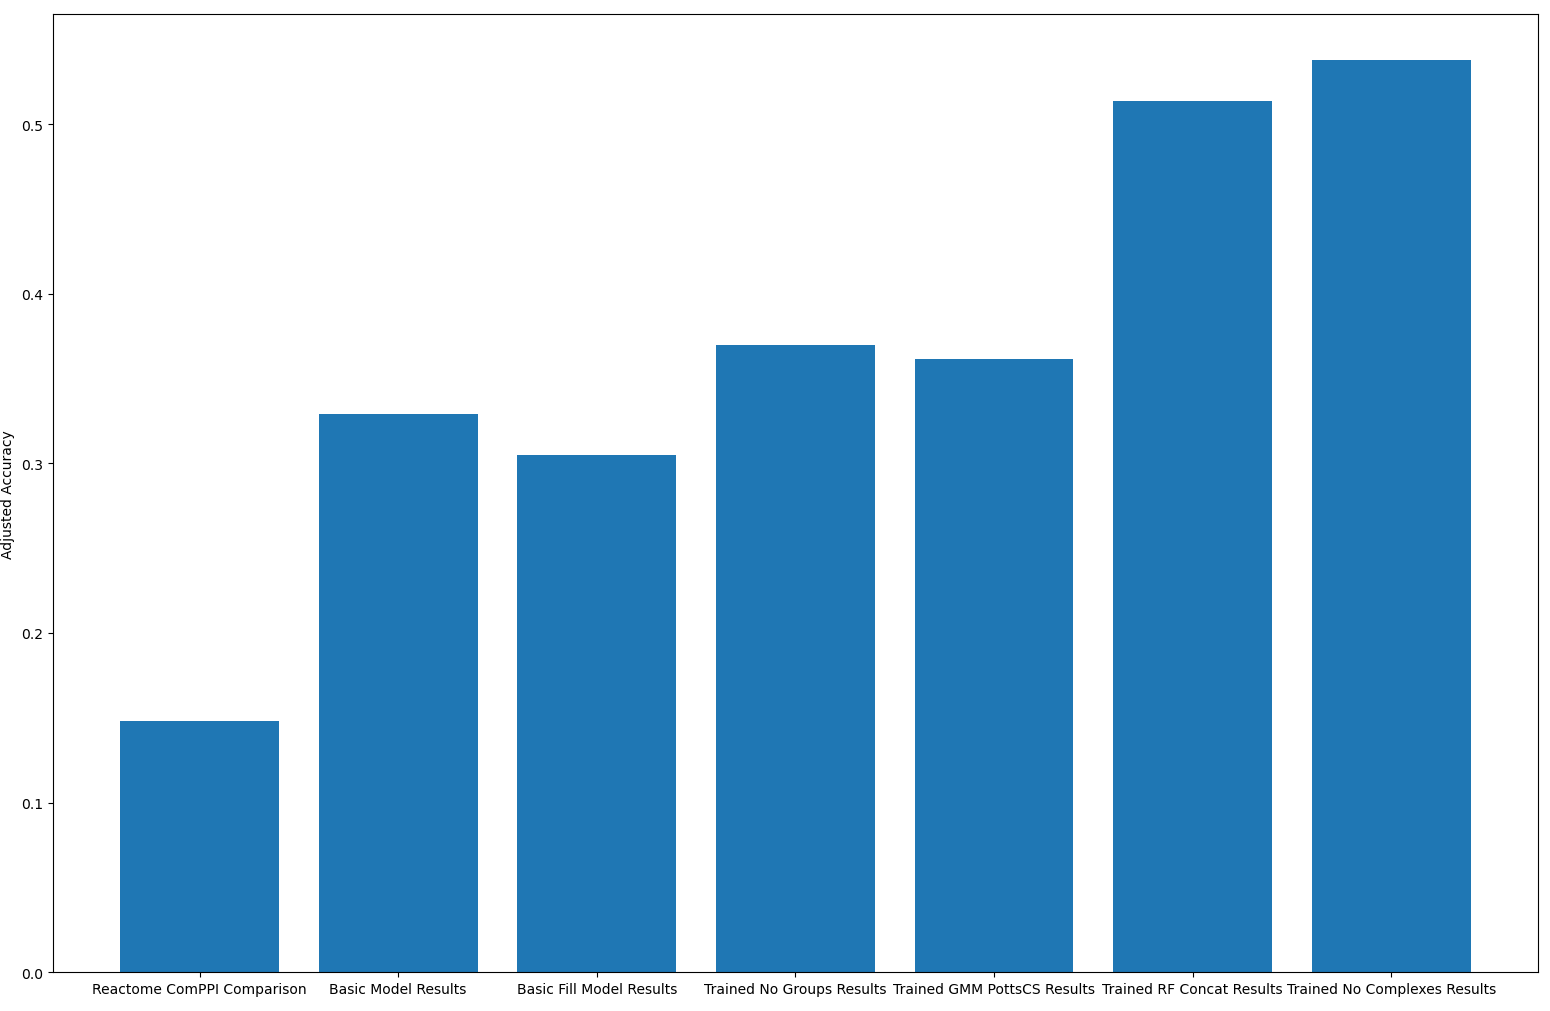 Adjusted Accuracy
0.5
0.4
0.3
0.2
0.1
0.0
Reactome ComPPI Comparison
Basic Model Results
Basic Fill Model Results
Trained No Groups Results
Trained GMM PottsCS Results
Trained RF Concat Results
Trained No Complexes Results